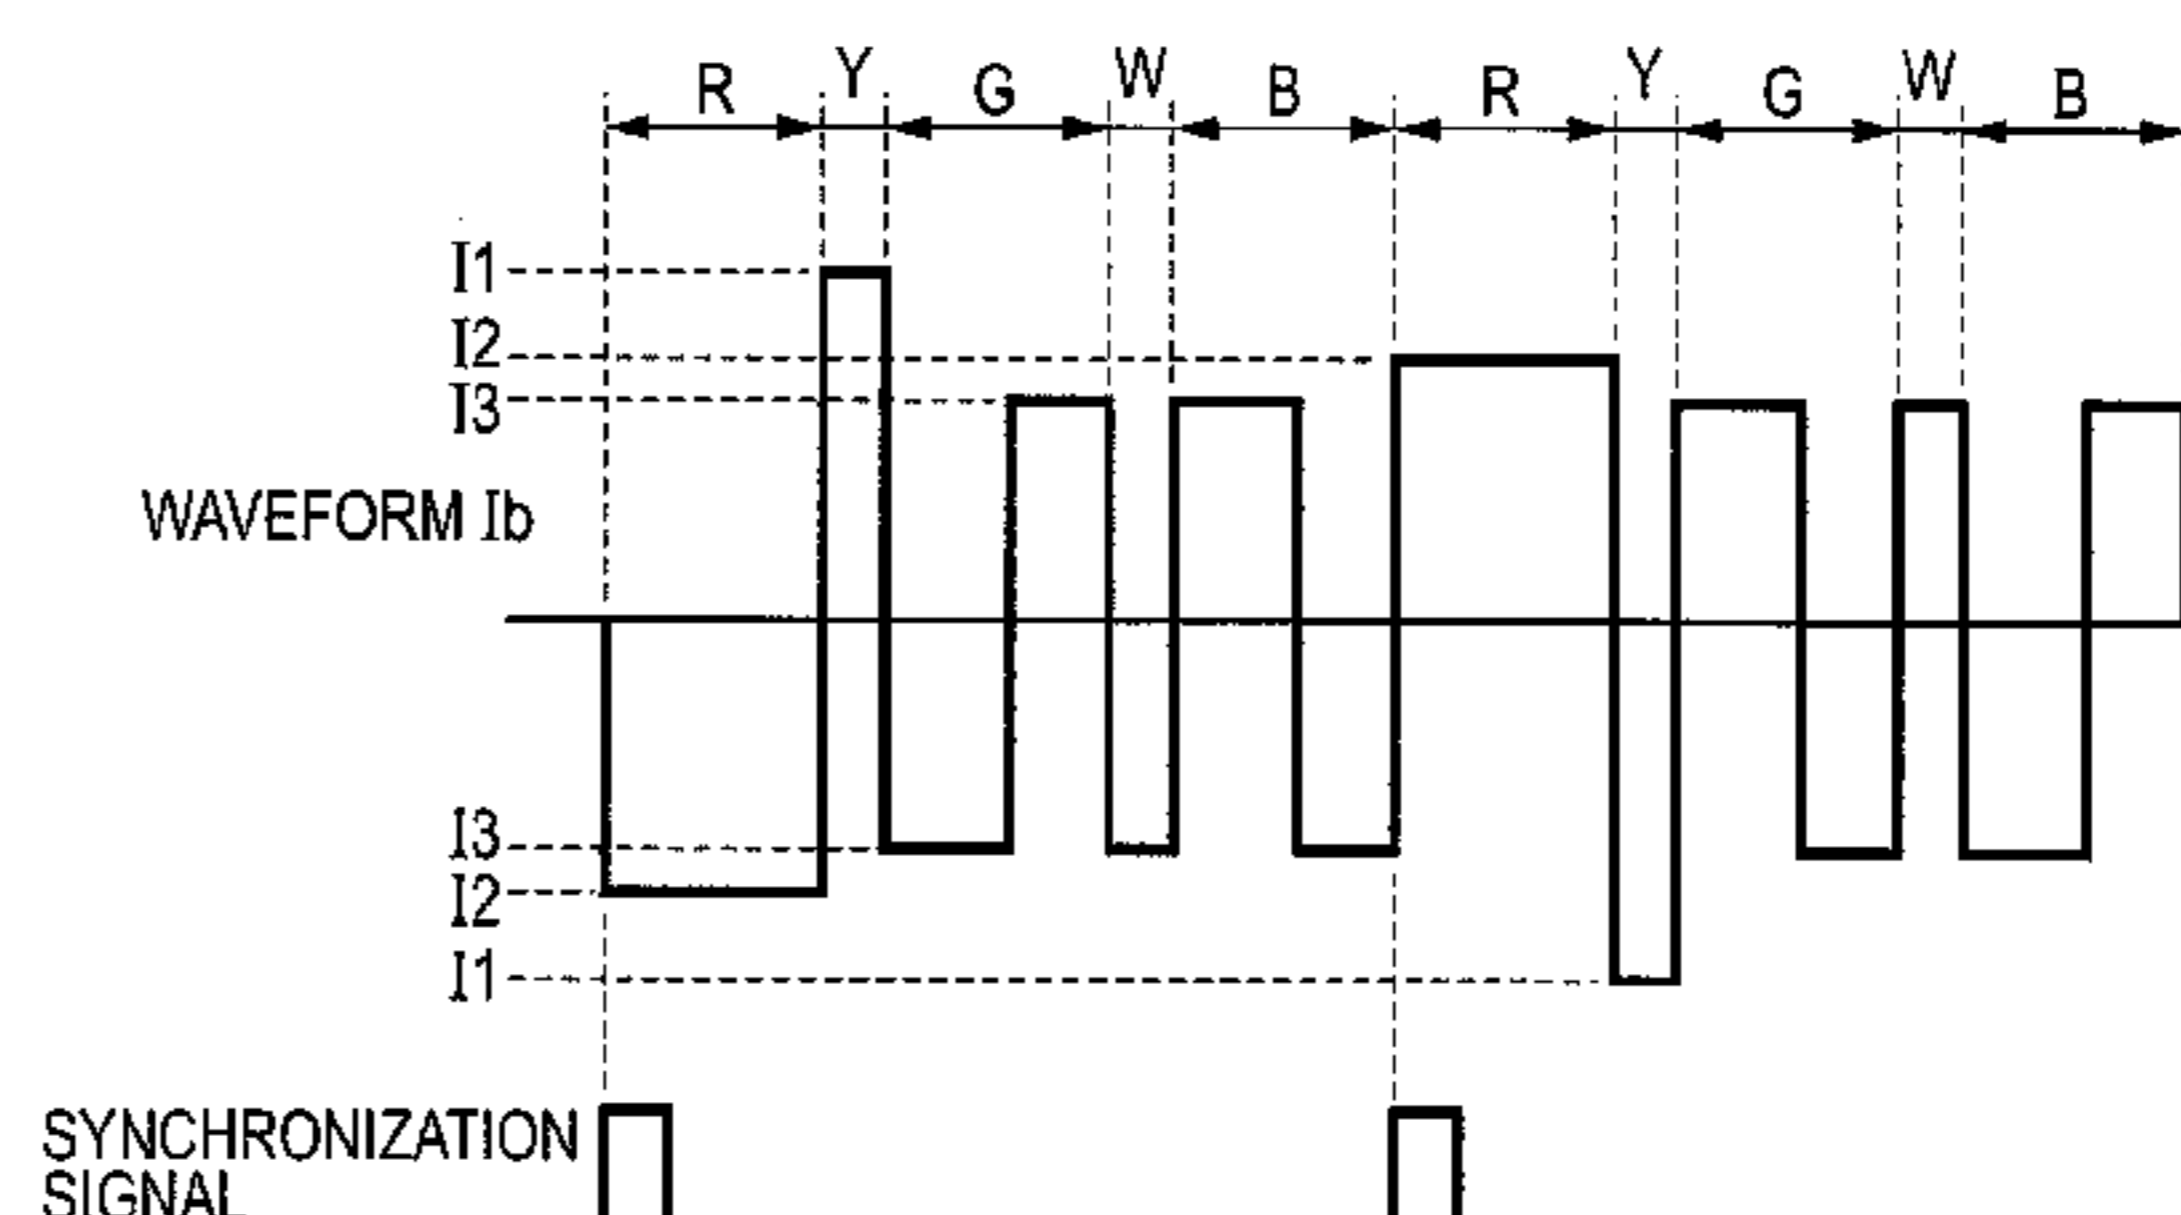 R Y G W B R Y G W B
I1
I2
I3
WAVEFORM Ib
I3
I2
I1
SYNCHRONIZATION
SIGNAL